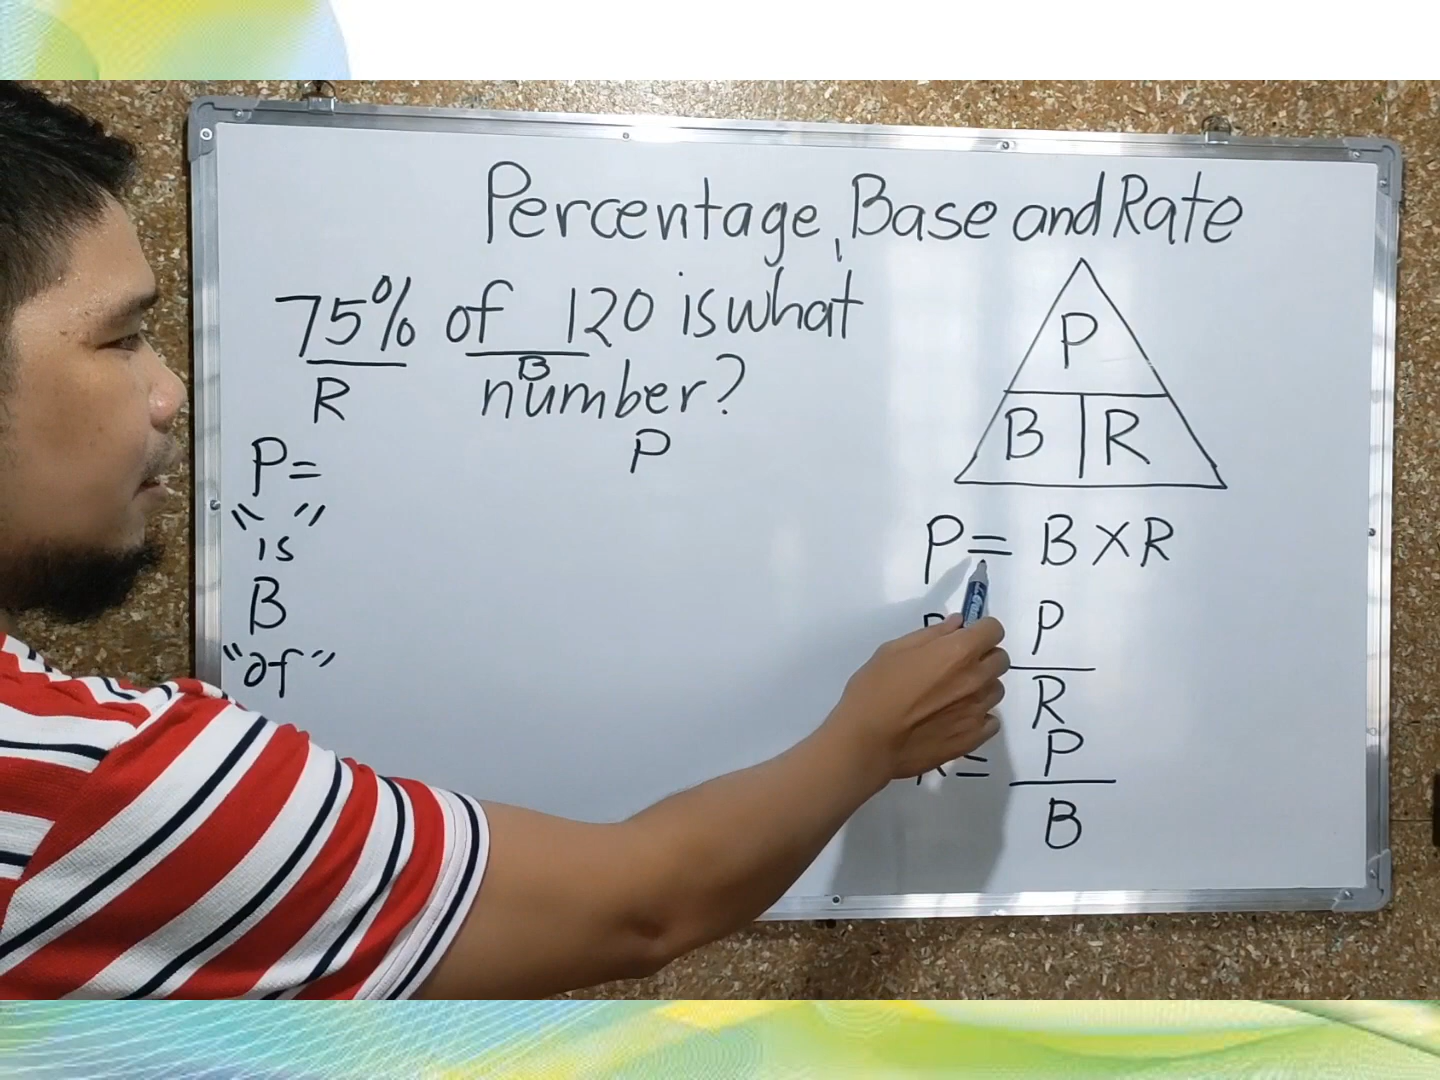 Percentage, Base and Rate
75% of 120 is what
R B
number?
P
P=
" "
is
B
"of"
P
B R
P= B X R
P
R
= P
B